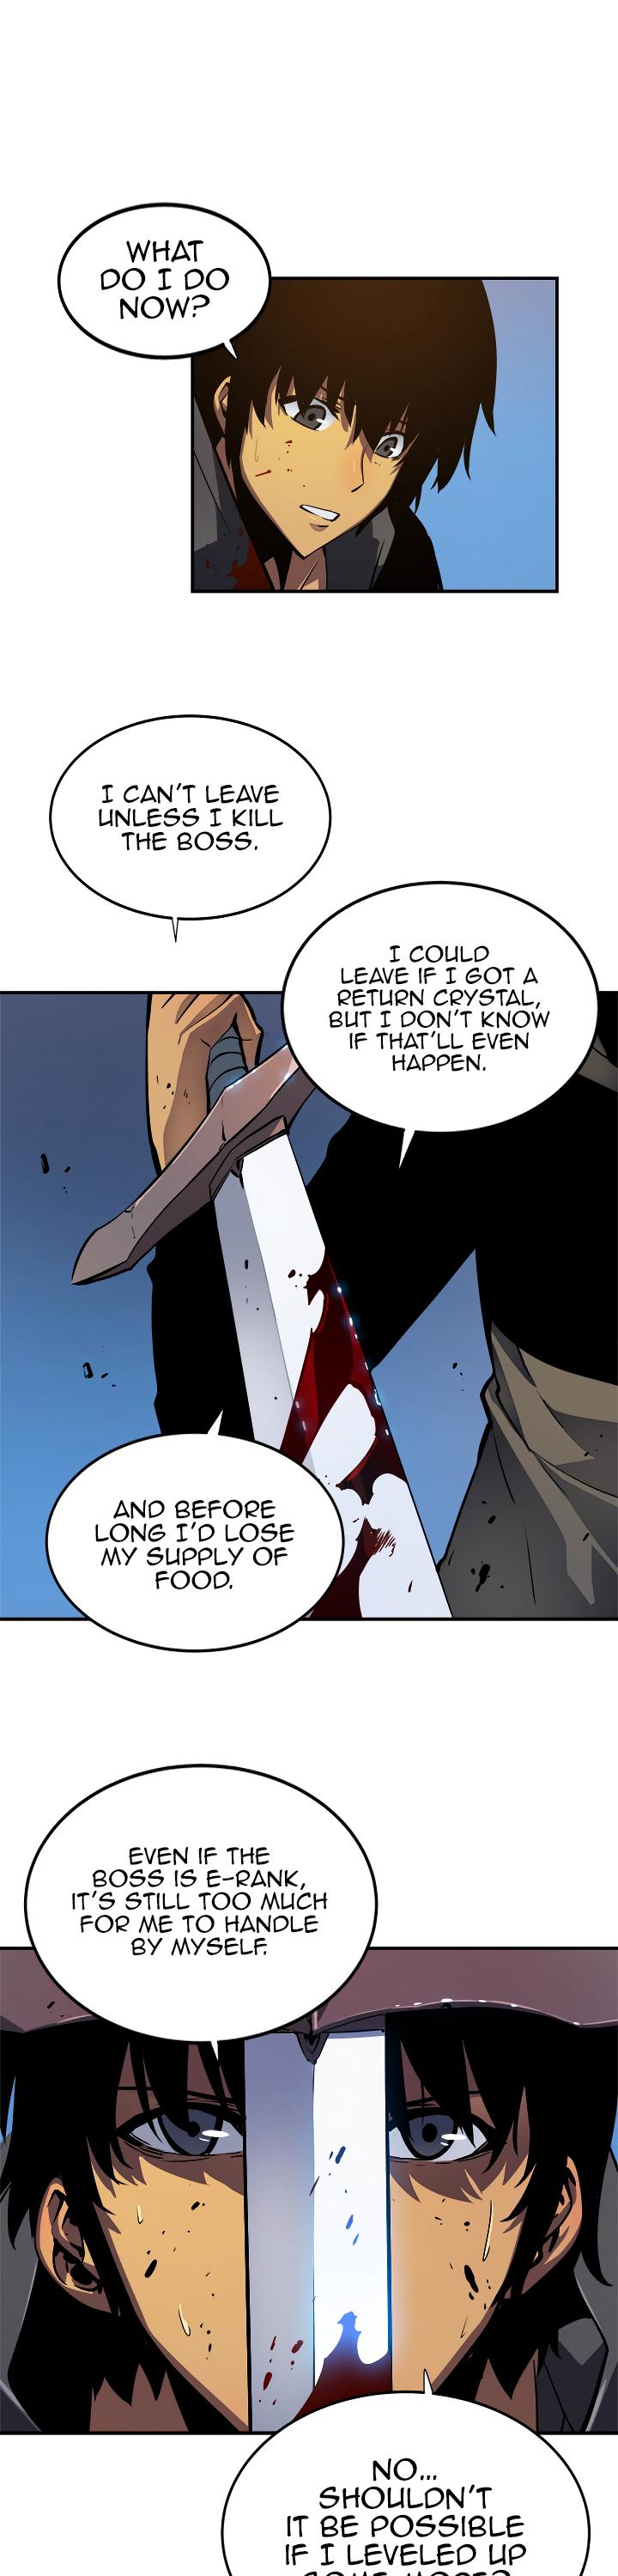 WHAT
DO I DO
NOW?
I CAN'T LEAVE
UNLESS I KILL
THE BOSS.
I COULD
LEAVE IF I GOT A
RETURN CRYSTAL,
BUT I DON'T KNOW
IF THAT'LL EVEN
HAPPEN.
AND BEFORE
LONG I'D LOSE
MY SUPPLY OF
FOOD.
EVEN IF THE
BOSS IS E-RANK,
IT'S STILL TOO MUCH
FOR ME TO HANDLE
BY MYSELF.
NO...
SHOULDN'T
IT BE POSSIBLE
IF I LEVELED UP
SOME MORE?